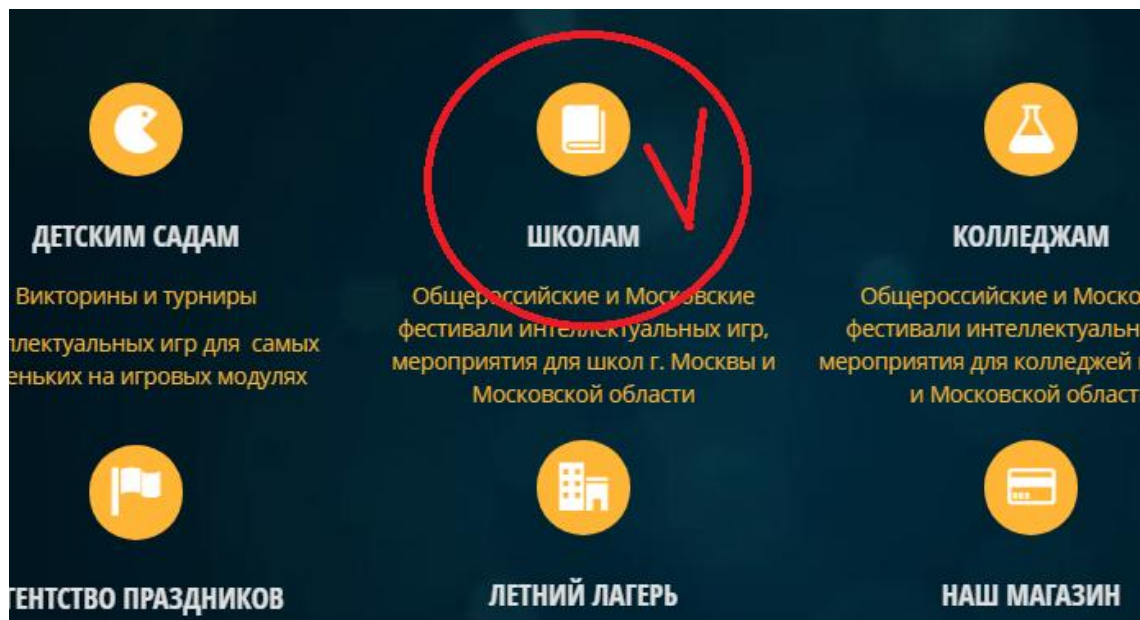 ДЕТСКИМ САДАМ
Викторины и турниры
для самых
на игровых модулях
ШКОЛАМ
Общероссийские и Московские
фестивали интеллектуальных игр,
мероприятия для школ г. Москвы и
Московской области
КОЛЛЕДЖАМ
Общероссийские и
фестивали
мероприятия для колледжей
и Московской
ПРАЗДНИКОВ
ЛЕТНИЙ ЛАГЕРЬ
НАШ МАГАЗИН